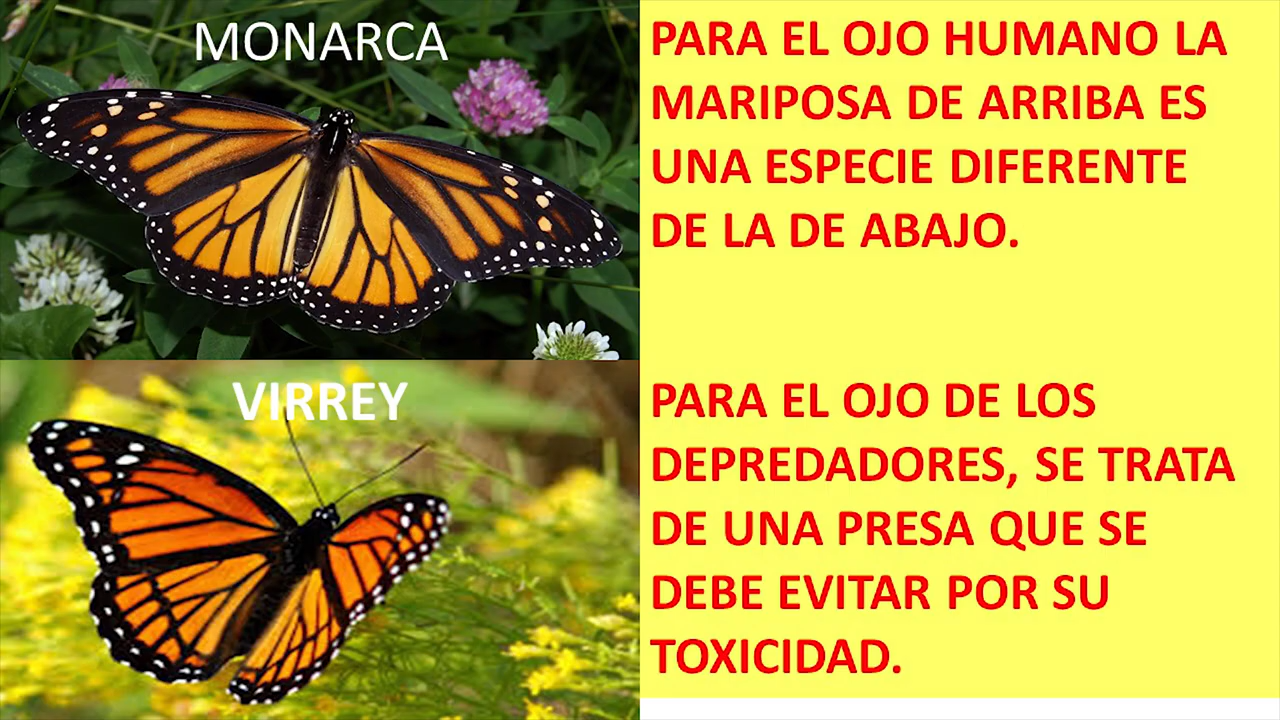 MONARCA
PARA EL OJO HUMANO LA
MARIPOSA DE ARRIBA ES
UNA ESPECIE DIFERENTE
DE LA DE ABAJO.
VIRREY
PARA EL OJO DE LOS
DEPREDADORES, SE TRATA
DE UNA PRESA QUE SE
DEBE EVITAR POR SU
TOXICIDAD.